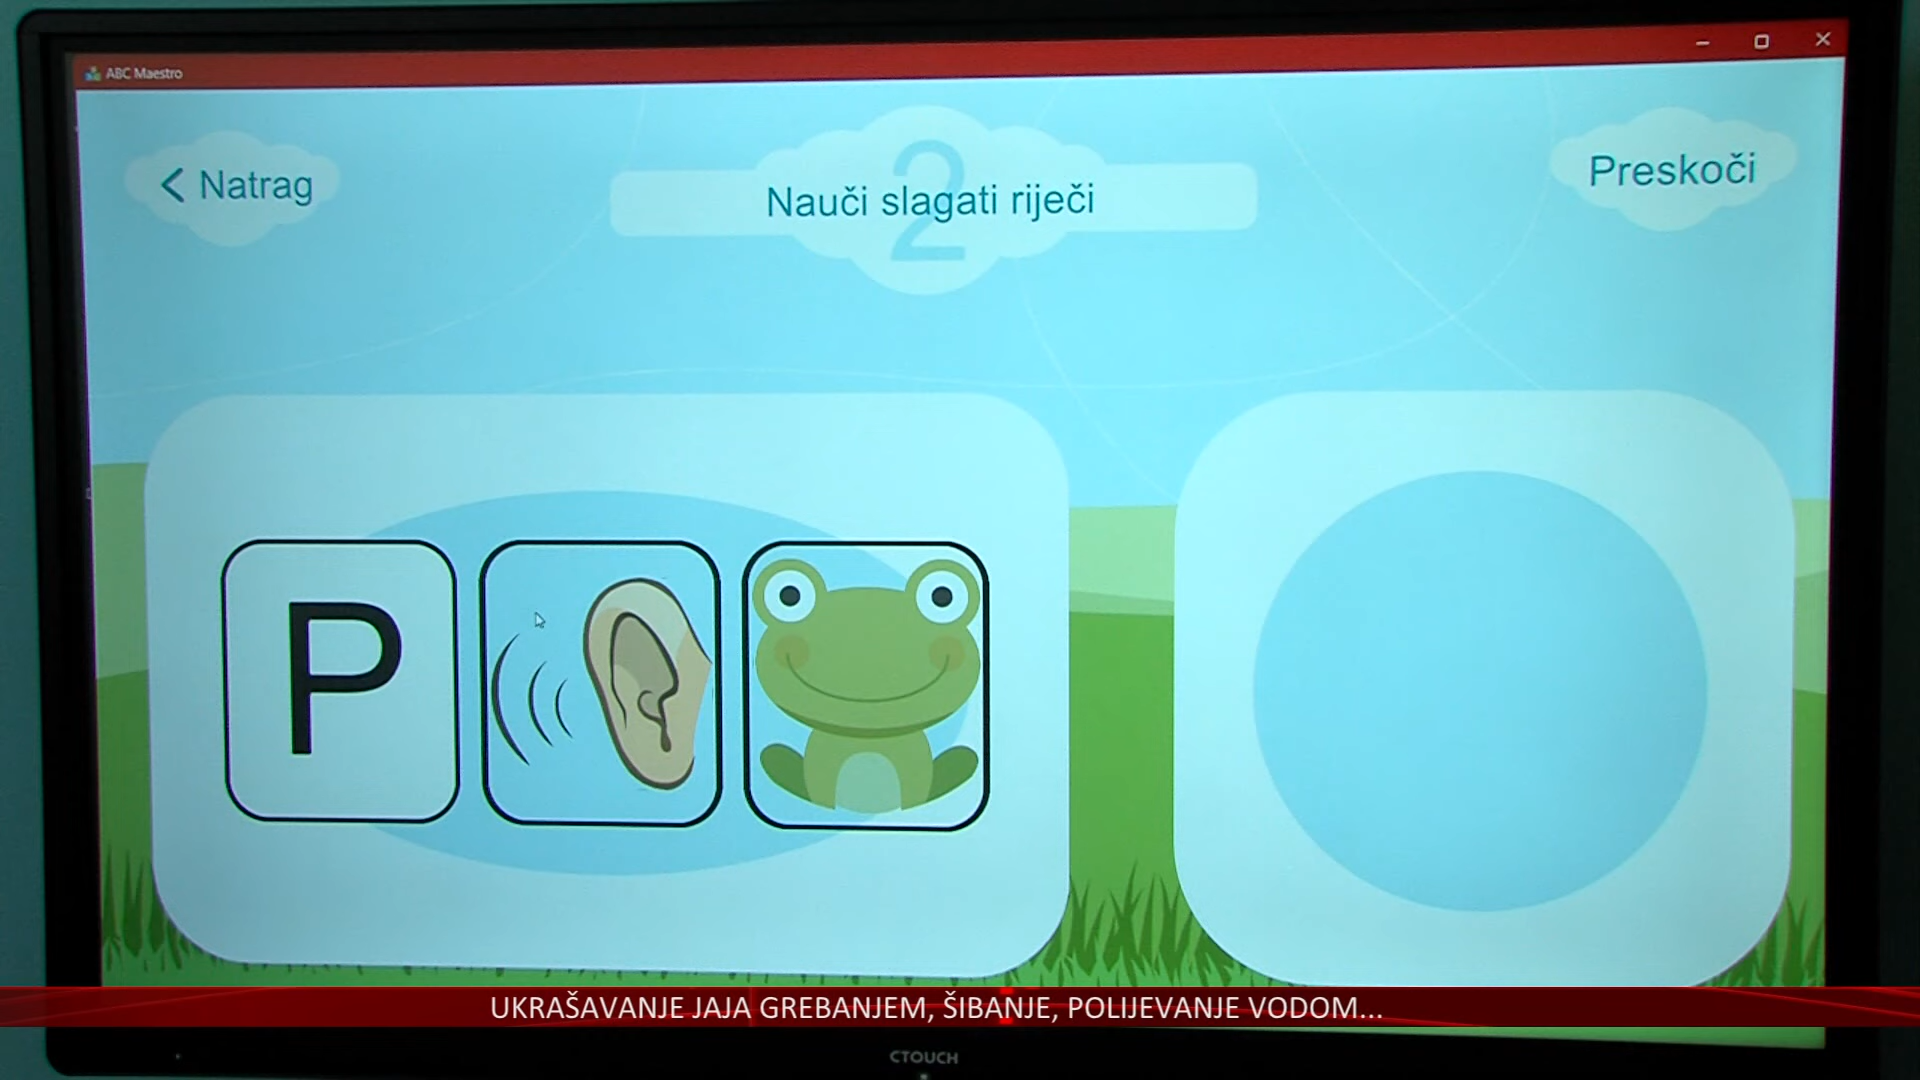 ABC Maestro
Natrag
2
Nauči slagati riječi
Preskoči
P
UKRAŠAVANJE JAJA GREBANJEM, ŠIBANJE, POLIJEVANJE VODOM...
CTOUCH